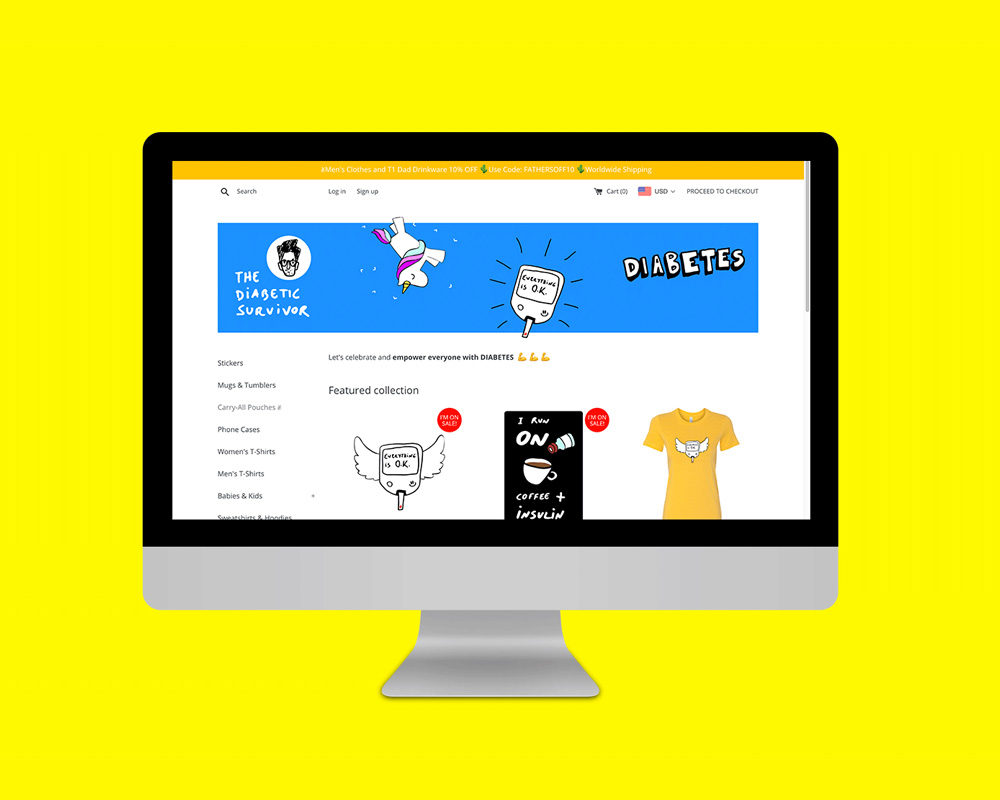 #Men's Clothes and T1 Dad Drinkware 10% OFF 🌵Use Code: FATHERSOFF10 🌵Worldwide Shipping
Search
Log in Sign up
Cart (0)
USD
PROCEED TO CHECKOUT
THE
DIABETIC
SURVIVOR
EVERYTHING
IS O.K.
DIABETES
Let's celebrate and empower everyone with DIABETES 💪💪💪
Stickers
Mugs & Tumblers
Carry-All Pouches #
Phone Cases
Women's T-Shirts
Men's T-Shirts
Babies & Kids +
Sweatshirts & Hoodies
Featured collection
I'M ON
SALE!
EVERYTHING
IS O.K.
I'M ON
SALE!
I RUN
ON
COFFEE +
INSULIN